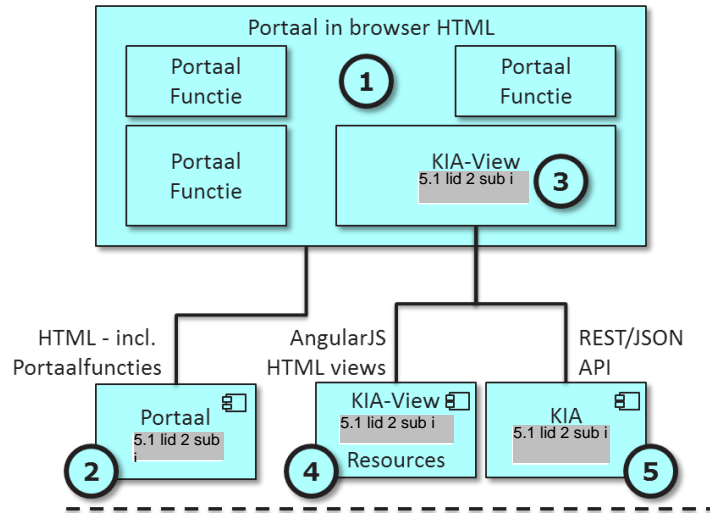 Portaal in browser HTML
Portaal
Functie
1
Portaal
Functie
Portaal
Functie
KIA-View
5.1 lid 2 sub i
3
HTML - incl.
Portaalfuncties
AngularJS
HTML views
REST/JSON
API
Portaal
5.1 lid 2 sub
i
2
KIA-View
5.1 lid 2 sub i
Resources
4
KIA
5.1 lid 2 sub i
5